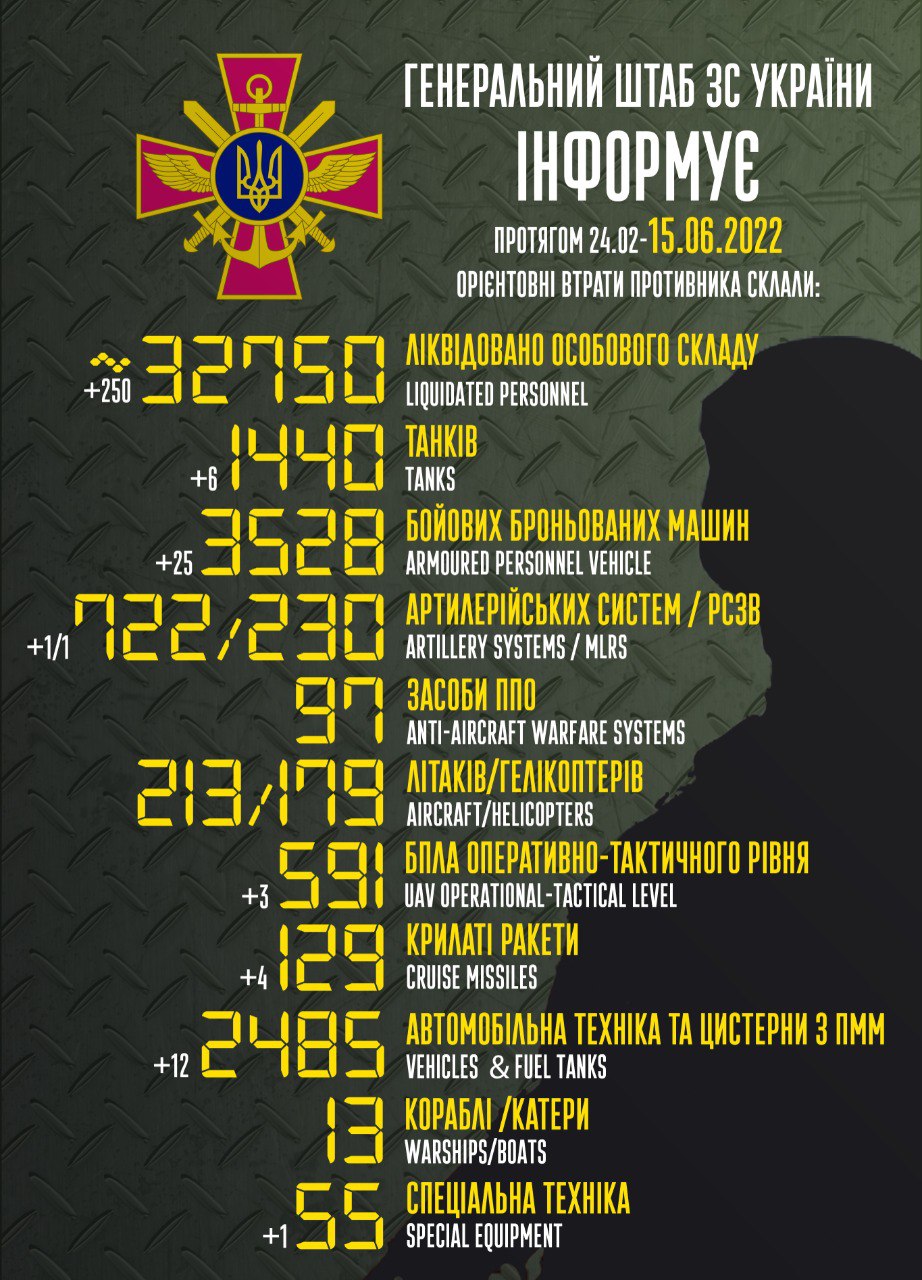 ГЕНЕРАЛЬНИЙ ШТАБ ЗС УКРАЇНИ
ІНФОРМУЄ
ПРОТЯГОМ 24.02-15.06.2022
ОРІЄНТОВНІ ВТРАТИ ПРОТИВНИКА СКЛАЛИ:
≈32750 ЛІКВІДОВАНО ОСОБОВОГО СКЛАДУ
+250 LIQUIDATED PERSONNEL
1440 ТАНКІВ
+6 TANKS
3528 БОЙОВИХ БРОНЬОВАНИХ МАШИН
+25 ARMOURED PERSONNEL VEHICLE
722/230 АРТИЛЕРІЙСЬКИХ СИСТЕМ / РСЗВ
+1/1 ARTILLERY SYSTEMS / MLRS
97 ЗАСОБИ ППО
ANTI-AIRCRAFT WARFARE SYSTEMS
213/179 ЛІТАКІВ/ГЕЛІКОПТЕРІВ
AIRCRAFT/HELICOPTERS
591 БПЛА ОПЕРАТИВНО-ТАКТИЧНОГО РІВНЯ
+3 UAV OPERATIONAL-TACTICAL LEVEL
129 КРИЛАТІ РАКЕТИ
+4 CRUISE MISSILES
2485 АВТОМОБІЛЬНА ТЕХНІКА ТА ЦИСТЕРНИ З ПММ
+12 VEHICLES & FUEL TANKS
13 КОРАБЛІ /КАТЕРИ
WARSHIPS/BOATS
55 СПЕЦІАЛЬНА ТЕХНІКА
+1 SPECIAL EQUIPMENT